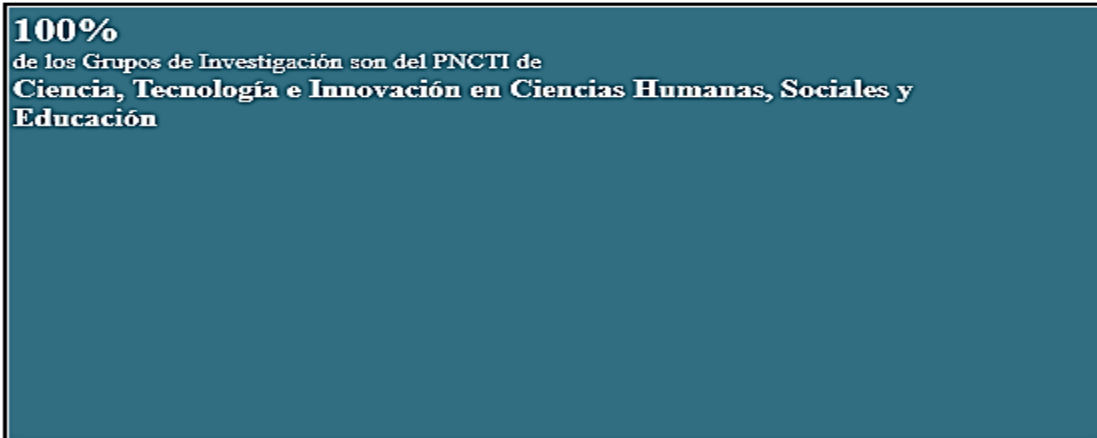 100%
de los Grupos de Investigación son del PNCTI de
Ciencia, Tecnología e Innovación en Ciencias Humanas, Sociales y
Educación